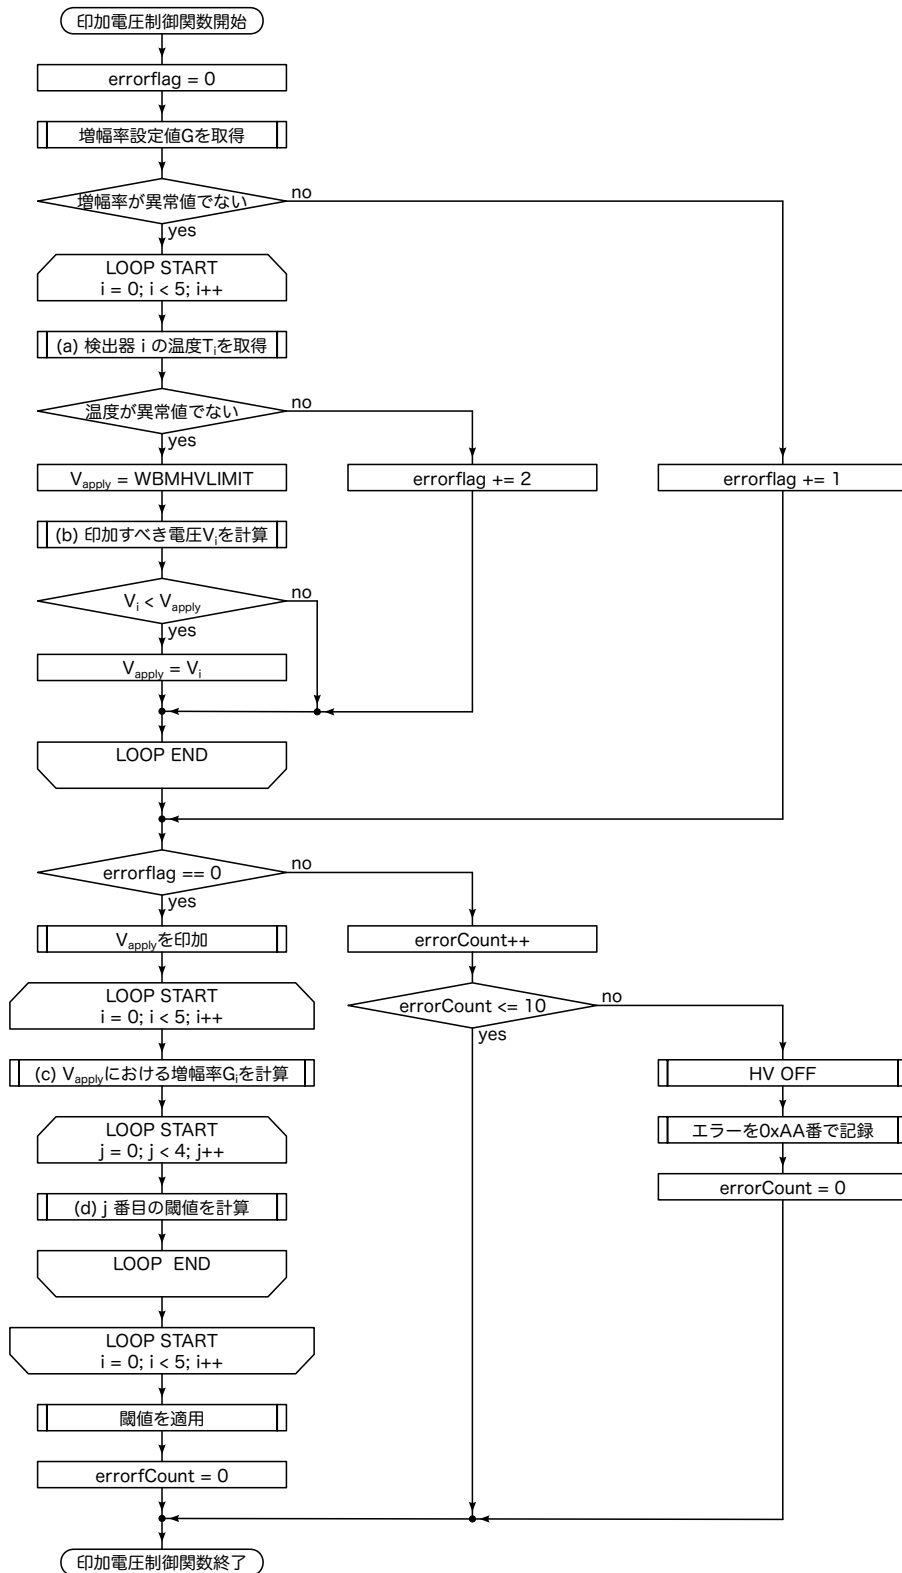 印加電圧制御関数開始
errorflag = 0
増幅率設定値Gを取得
増幅率が異常値でない
no
yes
LOOP START
i = 0; i < 5; i++
(a) 検出器 i の温度Tiを取得
温度が異常値でない
no
yes
Vapply = WBMHVLIMIT
errorflag += 2
errorflag += 1
(b) 印加すべき電圧Viを計算
Vi < Vapply
no
yes
Vapply = Vi
LOOP END
errorflag == 0
no
yes
Vapplyを印加
errorCount++
LOOP START
i = 0; i < 5; i++
errorCount <= 10
no
yes
(c) Vapplyにおける増幅率Giを計算
HV OFF
LOOP START
j = 0; j < 4; j++
エラーを0xAA番で記録
(d) j 番目の閾値を計算
errorCount = 0
LOOP END
LOOP START
i = 0; i < 5; i++
閾値を適用
errorfCount = 0
印加電圧制御関数終了